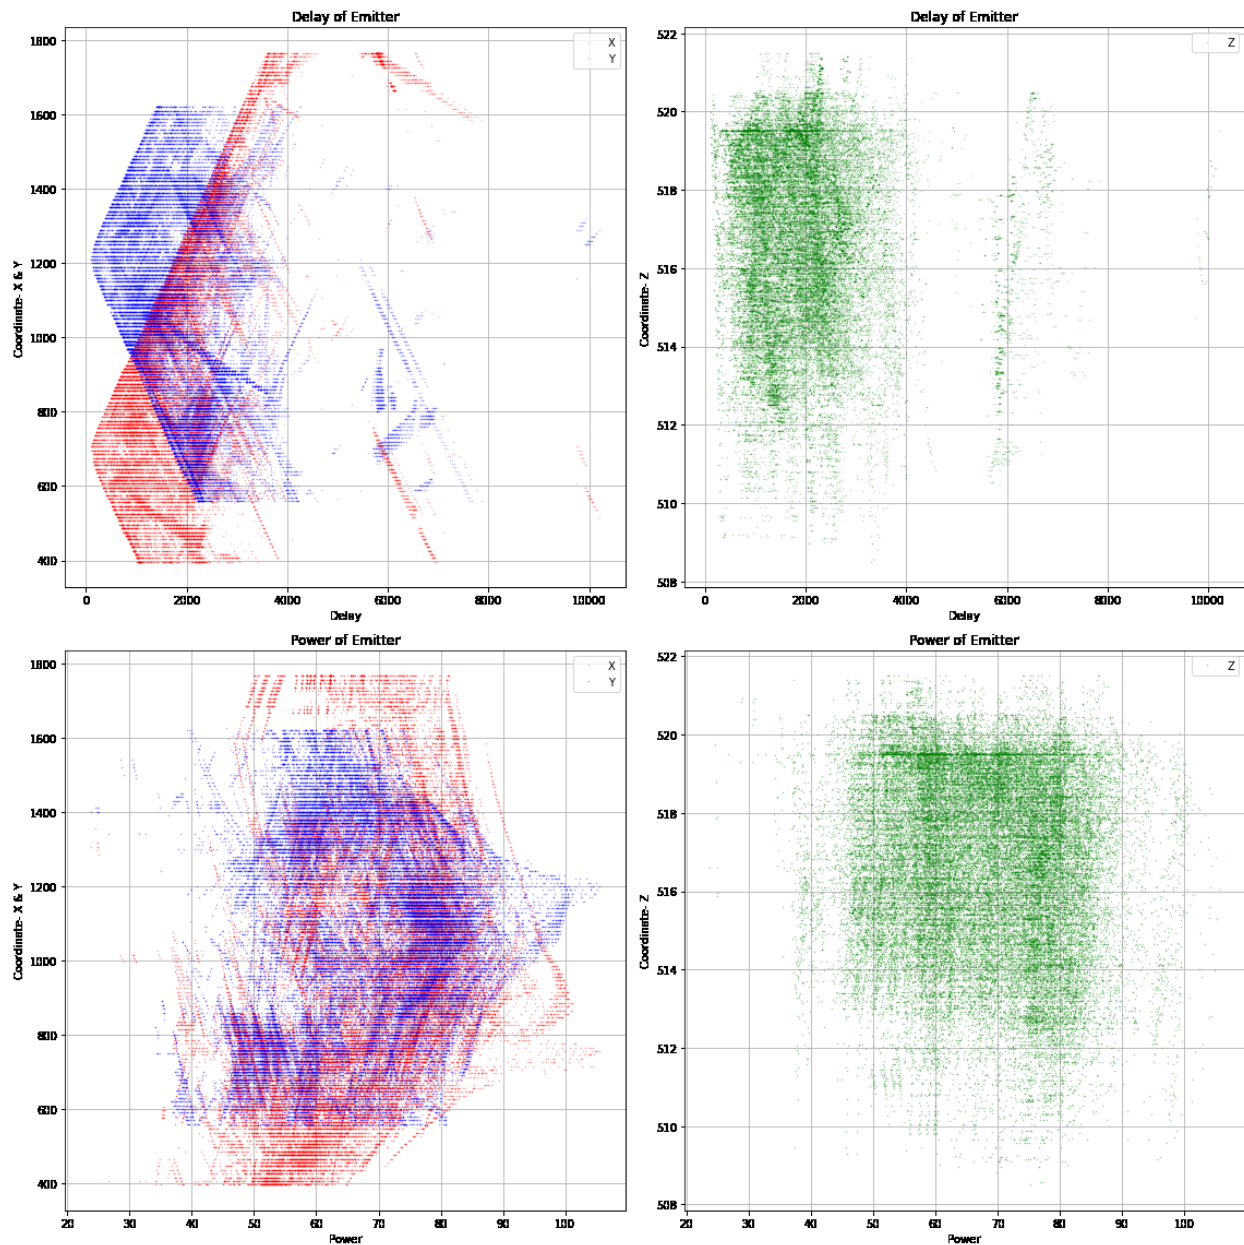 Delay of Emitter
X
Y
Coordinate- X & Y
1800
1600
1400
1200
1000
800
600
400
0 2000 4000 6000 8000 10000
Delay
Delay of Emitter
Z
Coordinate- Z
522
520
518
516
514
512
510
508
0 2000 4000 6000 8000 10000
Delay
Power of Emitter
X
Y
Coordinate- X & Y
1800
1600
1400
1200
1000
800
600
400
20 30 40 50 60 70 80 90 100
Power
Power of Emitter
Z
Coordinate- Z
522
520
518
516
514
512
510
508
20 30 40 50 60 70 80 90 100
Power